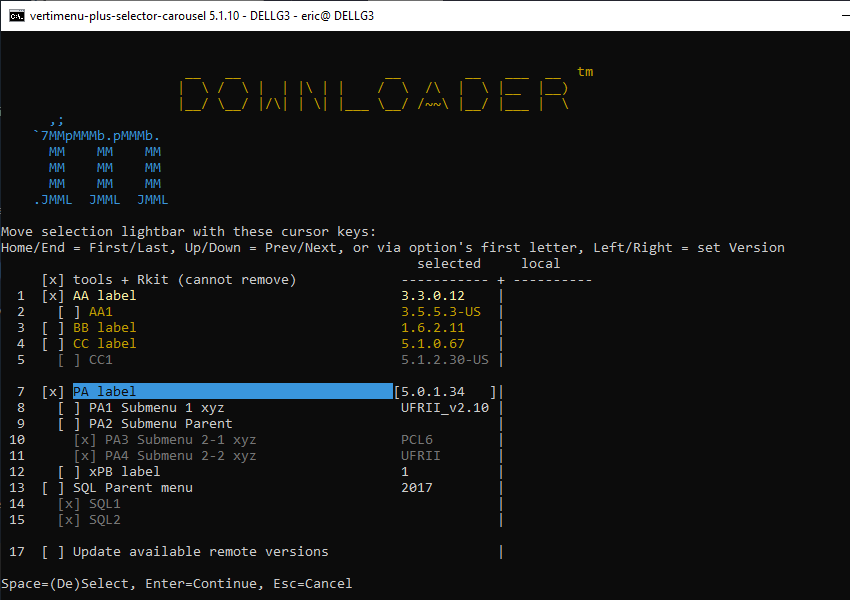 vertimenu-plus-selector-carousel 5.1.10 - DELLG3 - eric@ DELLG3
DOWNLOADER tm
,;
`7MMpMMMb.pMMMb.
MM MM MM
MM MM MM
MM MM MM
.JMML JMML JMML
Move selection lightbar with these cursor keys:
Home/End = First/Last, Up/Down = Prev/Next, or via option's first letter, Left/Right = set Version
selected local
[x] tools + Rkit (cannot remove) ----------- + ----------
1 [x] AA label 3.3.0.12 |
2 [ ] AA1 3.5.5.3-US |
3 [ ] BB label 1.6.2.11 |
4 [ ] CC label 5.1.0.67 |
5 [ ] CC1 5.1.2.30-US |
7 [x] PA label [5.0.1.34 ]|
8 [ ] PA1 Submenu 1 xyz UFRII_v2.10 |
9 [ ] PA2 Submenu Parent |
10 [x] PA3 Submenu 2-1 xyz PCL6 |
11 [x] PA4 Submenu 2-2 xyz UFRII |
12 [ ] xPB label 1 |
13 [ ] SQL Parent menu 2017 |
14 [x] SQL1 |
15 [x] SQL2 |
17 [ ] Update available remote versions |
Space=(De)Select, Enter=Continue, Esc=Cancel